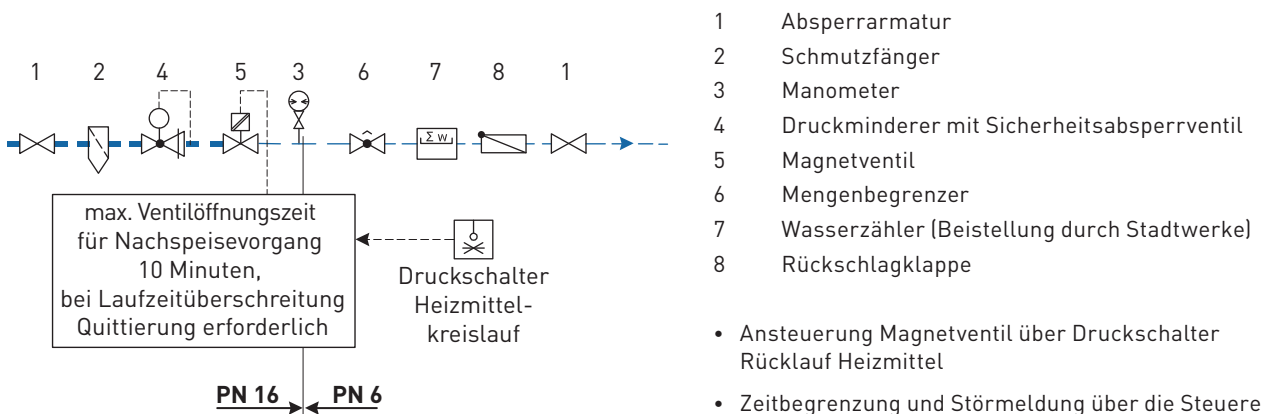 1 2 4 5 3 6 7 8 1
Σ W
max. Ventilöffnungszeit
für Nachspeisevorgang
10 Minuten,
bei Laufzeitüberschreitung
Quittierung erforderlich
Druckschalter
Heizmittel-
kreislauf
PN 16 PN 6
1 Absperrarmatur
2 Schmutzfänger
3 Manometer
4 Druckminderer mit Sicherheitsabsperrventil
5 Magnetventil
6 Mengenbegrenzer
7 Wasserzähler (Beistellung durch Stadtwerke)
8 Rückschlagklappe
• Ansteuerung Magnetventil über Druckschalter
Rücklauf Heizmittel
• Zeitbegrenzung und Störmeldung über die Steuere